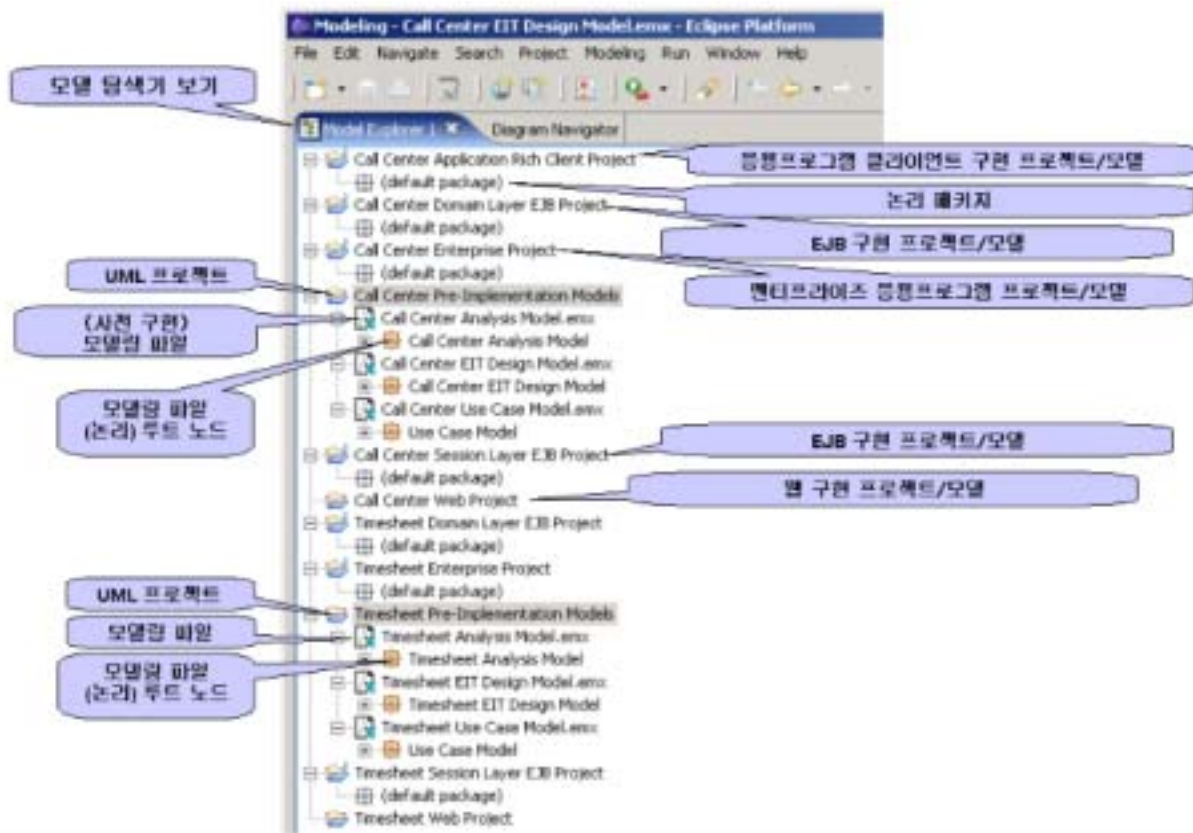 Modeling - Call Center EIT Design Model.emx - Eclipse Platform
File Edit Navigate Search Project Modeling Run Window Help
모델 탐색기 보기
Model Explorer Diagram Navigator
Call Center Application Rich Client Project
응용프로그램 클라이언트 구현 프로젝트/모델
(default package)
논리 패키지
Call Center Domain Layer EJB Project
(default package)
EJB 구현 프로젝트/모델
Call Center Enterprise Project
(default package)
엔터프라이즈 응용프로그램 프로젝트/모델
UML 프로젝트
Call Center Pre-Implementation Models
(사전 구현)
모델링 파일
Call Center Analysis Model.emx
Call Center Analysis Model
Call Center EIT Design Model.emx
Call Center EIT Design Model
모델링 파일
(논리) 루트 노드
Call Center Use Case Model.emx
Use Case Model
Call Center Session Layer EJB Project
EJB 구현 프로젝트/모델
(default package)
Call Center Web Project
웹 구현 프로젝트/모델
Timesheet Domain Layer EJB Project
(default package)
Timesheet Enterprise Project
(default package)
UML 프로젝트
Timesheet Pre-Implementation Models
모델링 파일
Timesheet Analysis Model.emx
Timesheet Analysis Model
모델링 파일
(논리) 루트 노드
Timesheet EIT Design Model.emx
Timesheet EIT Design Model
Timesheet Use Case Model.emx
Use Case Model
Timesheet Session Layer EJB Project
(default package)
Timesheet Web Project